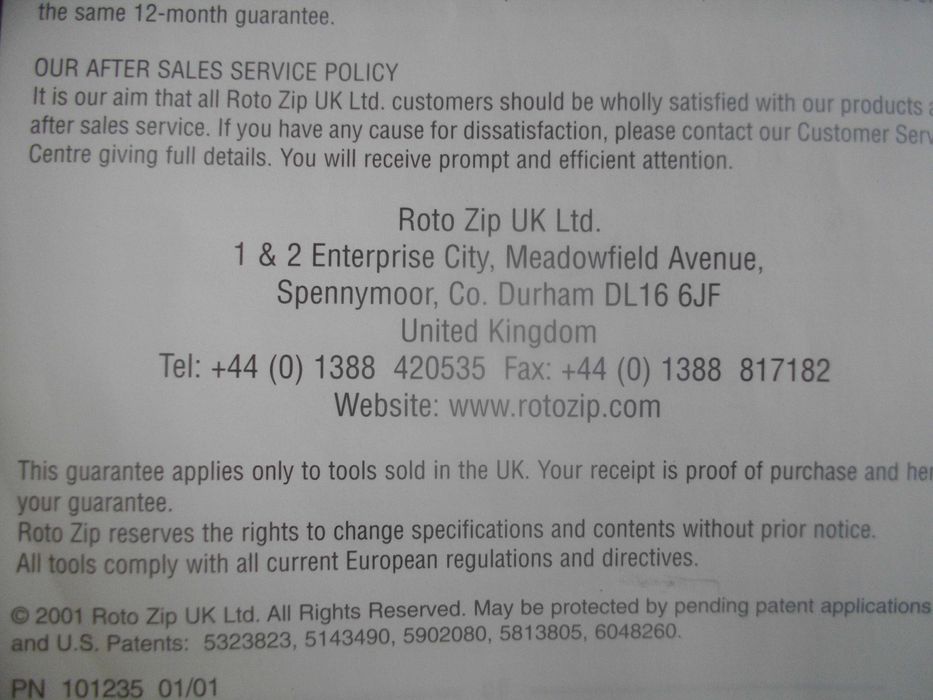 the same 12-month guarantee.
OUR AFTER SALES SERVICE POLICY
It is our aim that all Roto Zip UK Ltd. customers should be wholly satisfied with our products
after sales service. If you have any cause for dissatisfaction, please contact our Customer Serv
Centre giving full details. You will receive prompt and efficient attention.
Roto Zip UK Ltd.
1 & 2 Enterprise City, Meadowfield Avenue,
Spennymoor, Co. Durham DL16 6JF
United Kingdom
Tel: +44 (0) 1388 420535 Fax: +44 (0) 1388 817182
Website: www.rotozip.com
This guarantee applies only to tools sold in the UK. Your receipt is proof of purchase and her
your guarantee.
Roto Zip reserves the rights to change specifications and contents without prior notice.
All tools comply with all current European regulations and directives.
© 2001 Roto Zip UK Ltd. All Rights Reserved. May be protected by pending patent applications
and U.S. Patents: 5323823, 5143490, 5902080, 5813805, 6048260.
PN 101235 01/01